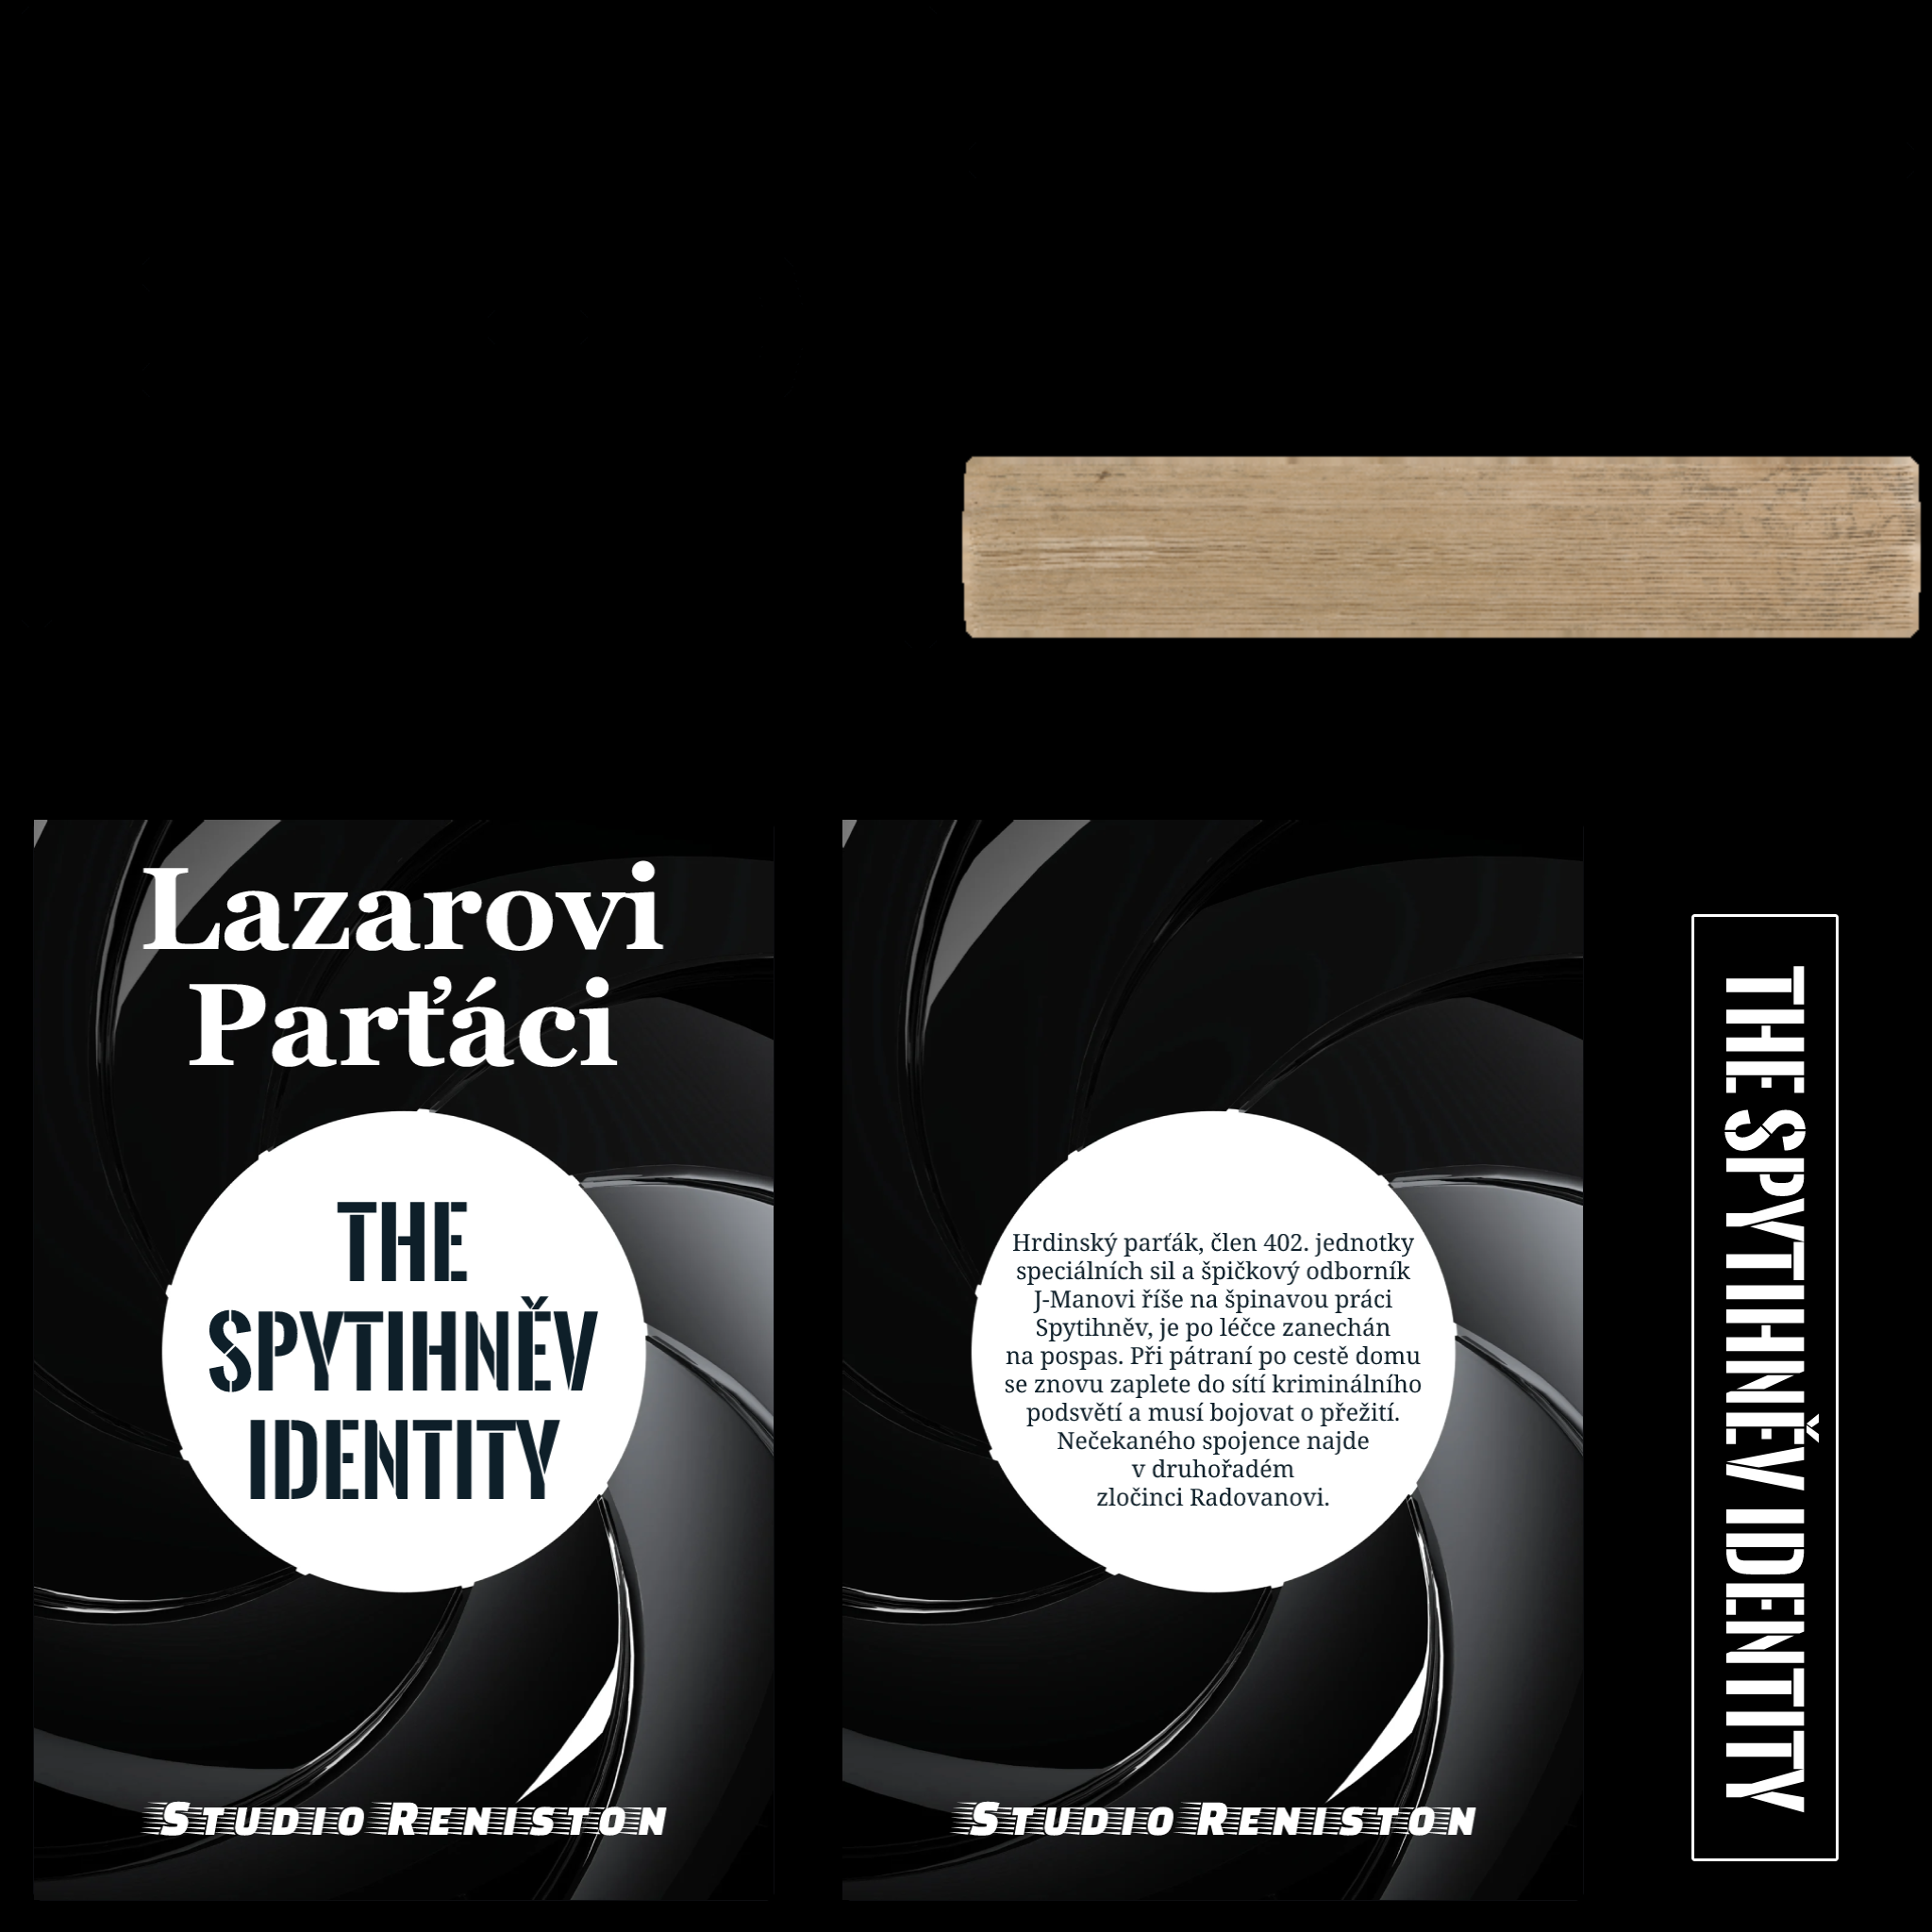 Lazarovi
Parťáci
THE
SPYTIHNĚV
IDENTITY
STUDIO RENISTON
Hrdinský parťák, člen 402. jednotky
speciálních sil a špičkový odborník
J-Manovi říše na špinavou práci
Spytihněv, je po léčce zanechán
na pospas. Při pátraní po cestě domu
se znovu zaplete do sítí kriminálního
podsvětí a musí bojovat o přežití.
Nečekaného spojence najde
v druhořadém
zločinci Radovanovi.
STUDIO RENISTON
THE SPYTIHNĚV IDENTITY